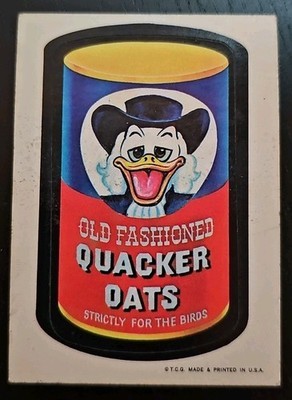 OLD FASHIONED
QUACKER
OATS
STRICTLY FOR THE BIRDS
© T.C.G. MADE & PRINTED IN U.S.A.